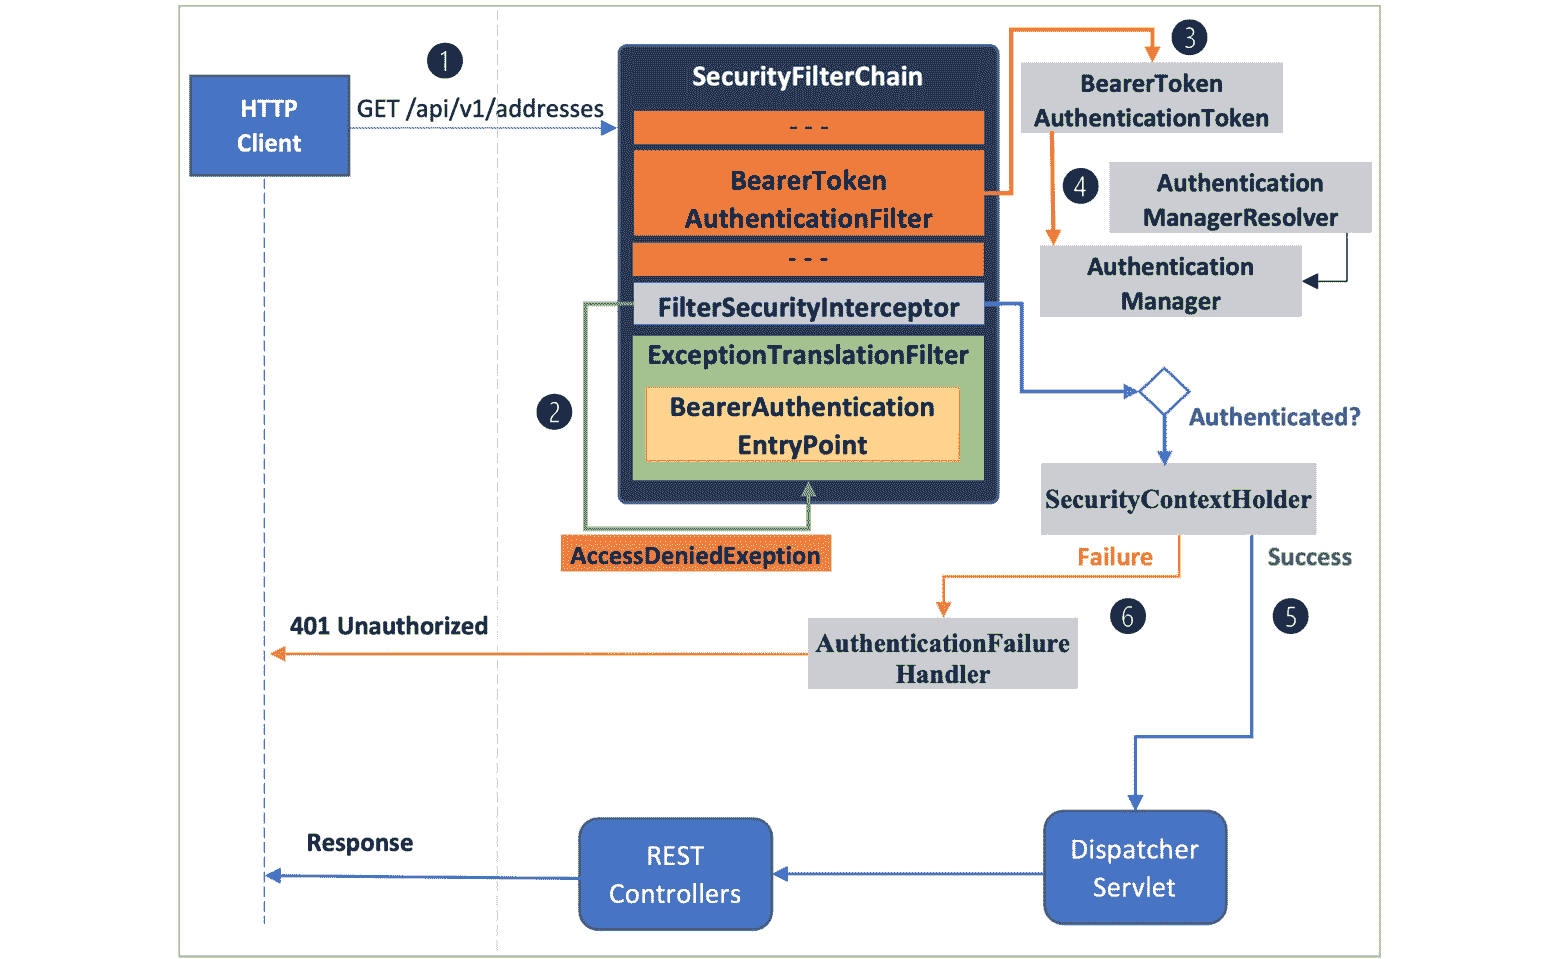 1
GET /api/v1/addresses
HTTP
Client
SecurityFilterChain
- - -
BearerToken
AuthenticationFilter
- - -
FilterSecurityInterceptor
ExceptionTranslationFilter
BearerAuthentication
EntryPoint
2
AccessDeniedExeption
3
BearerToken
AuthenticationToken
4
Authentication
ManagerResolver
Authentication
Manager
Authenticated?
SecurityContextHolder
Failure
Success
6
5
AuthenticationFailure
Handler
401 Unauthorized
Dispatcher
Servlet
REST
Controllers
Response